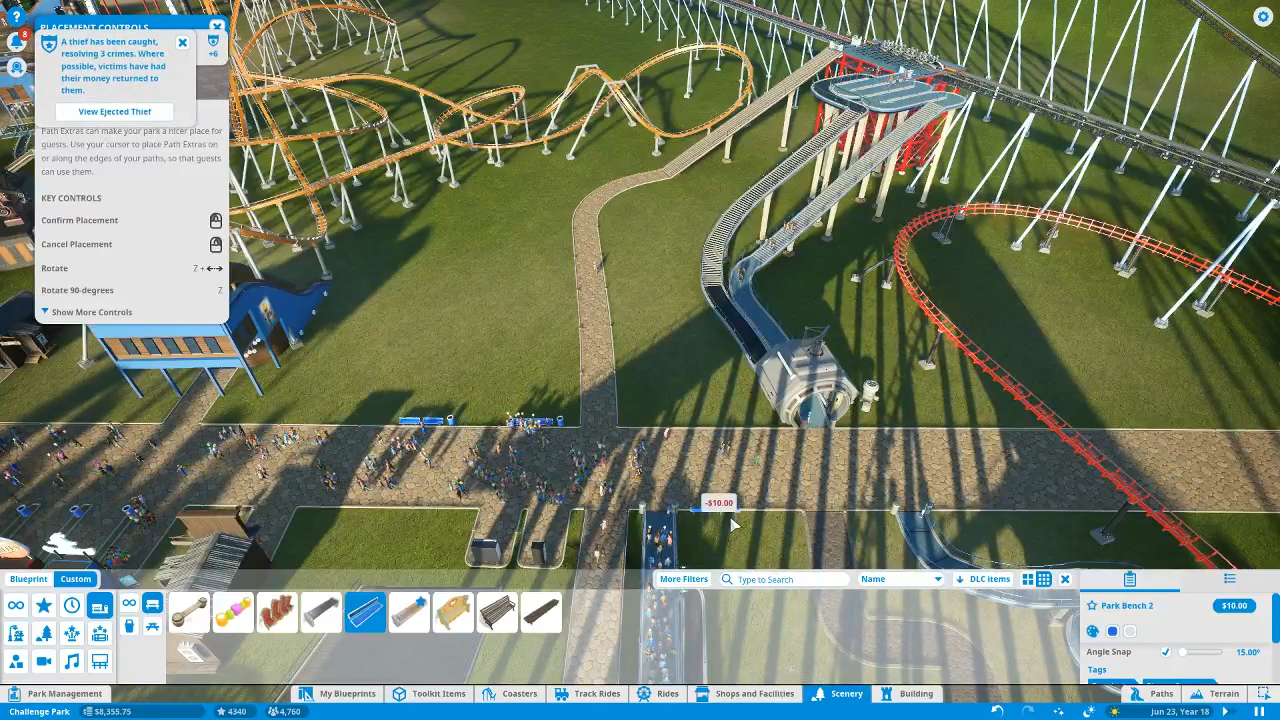 PLACEMENT CONTROLS
8
A thief has been caught,
resolving 3 crimes. Where
possible, victims have had
their money returned to
them.
+6
View Ejected Thief
Path Extras can make your park a nicer place for
guests. Use your cursor to place Path Extras on
or along the edges of your paths, so that guests
can use them.
KEY CONTROLS
Confirm Placement
Cancel Placement
Rotate
Z +
Rotate 90-degrees
Z
Show More Controls
-$10.00
Blueprint
Custom
More Filters
Type to Search
Name
DLC items
Park Bench 2
$10.00
Angle Snap
15.00°
Tags
Park Management
My Blueprints
Toolkit Items
Coasters
Track Rides
Rides
Shops and Facilities
Scenery
Building
Paths
Terrain
Challenge Park
$8,355.75
4340
4,760
Jun 23, Year 18